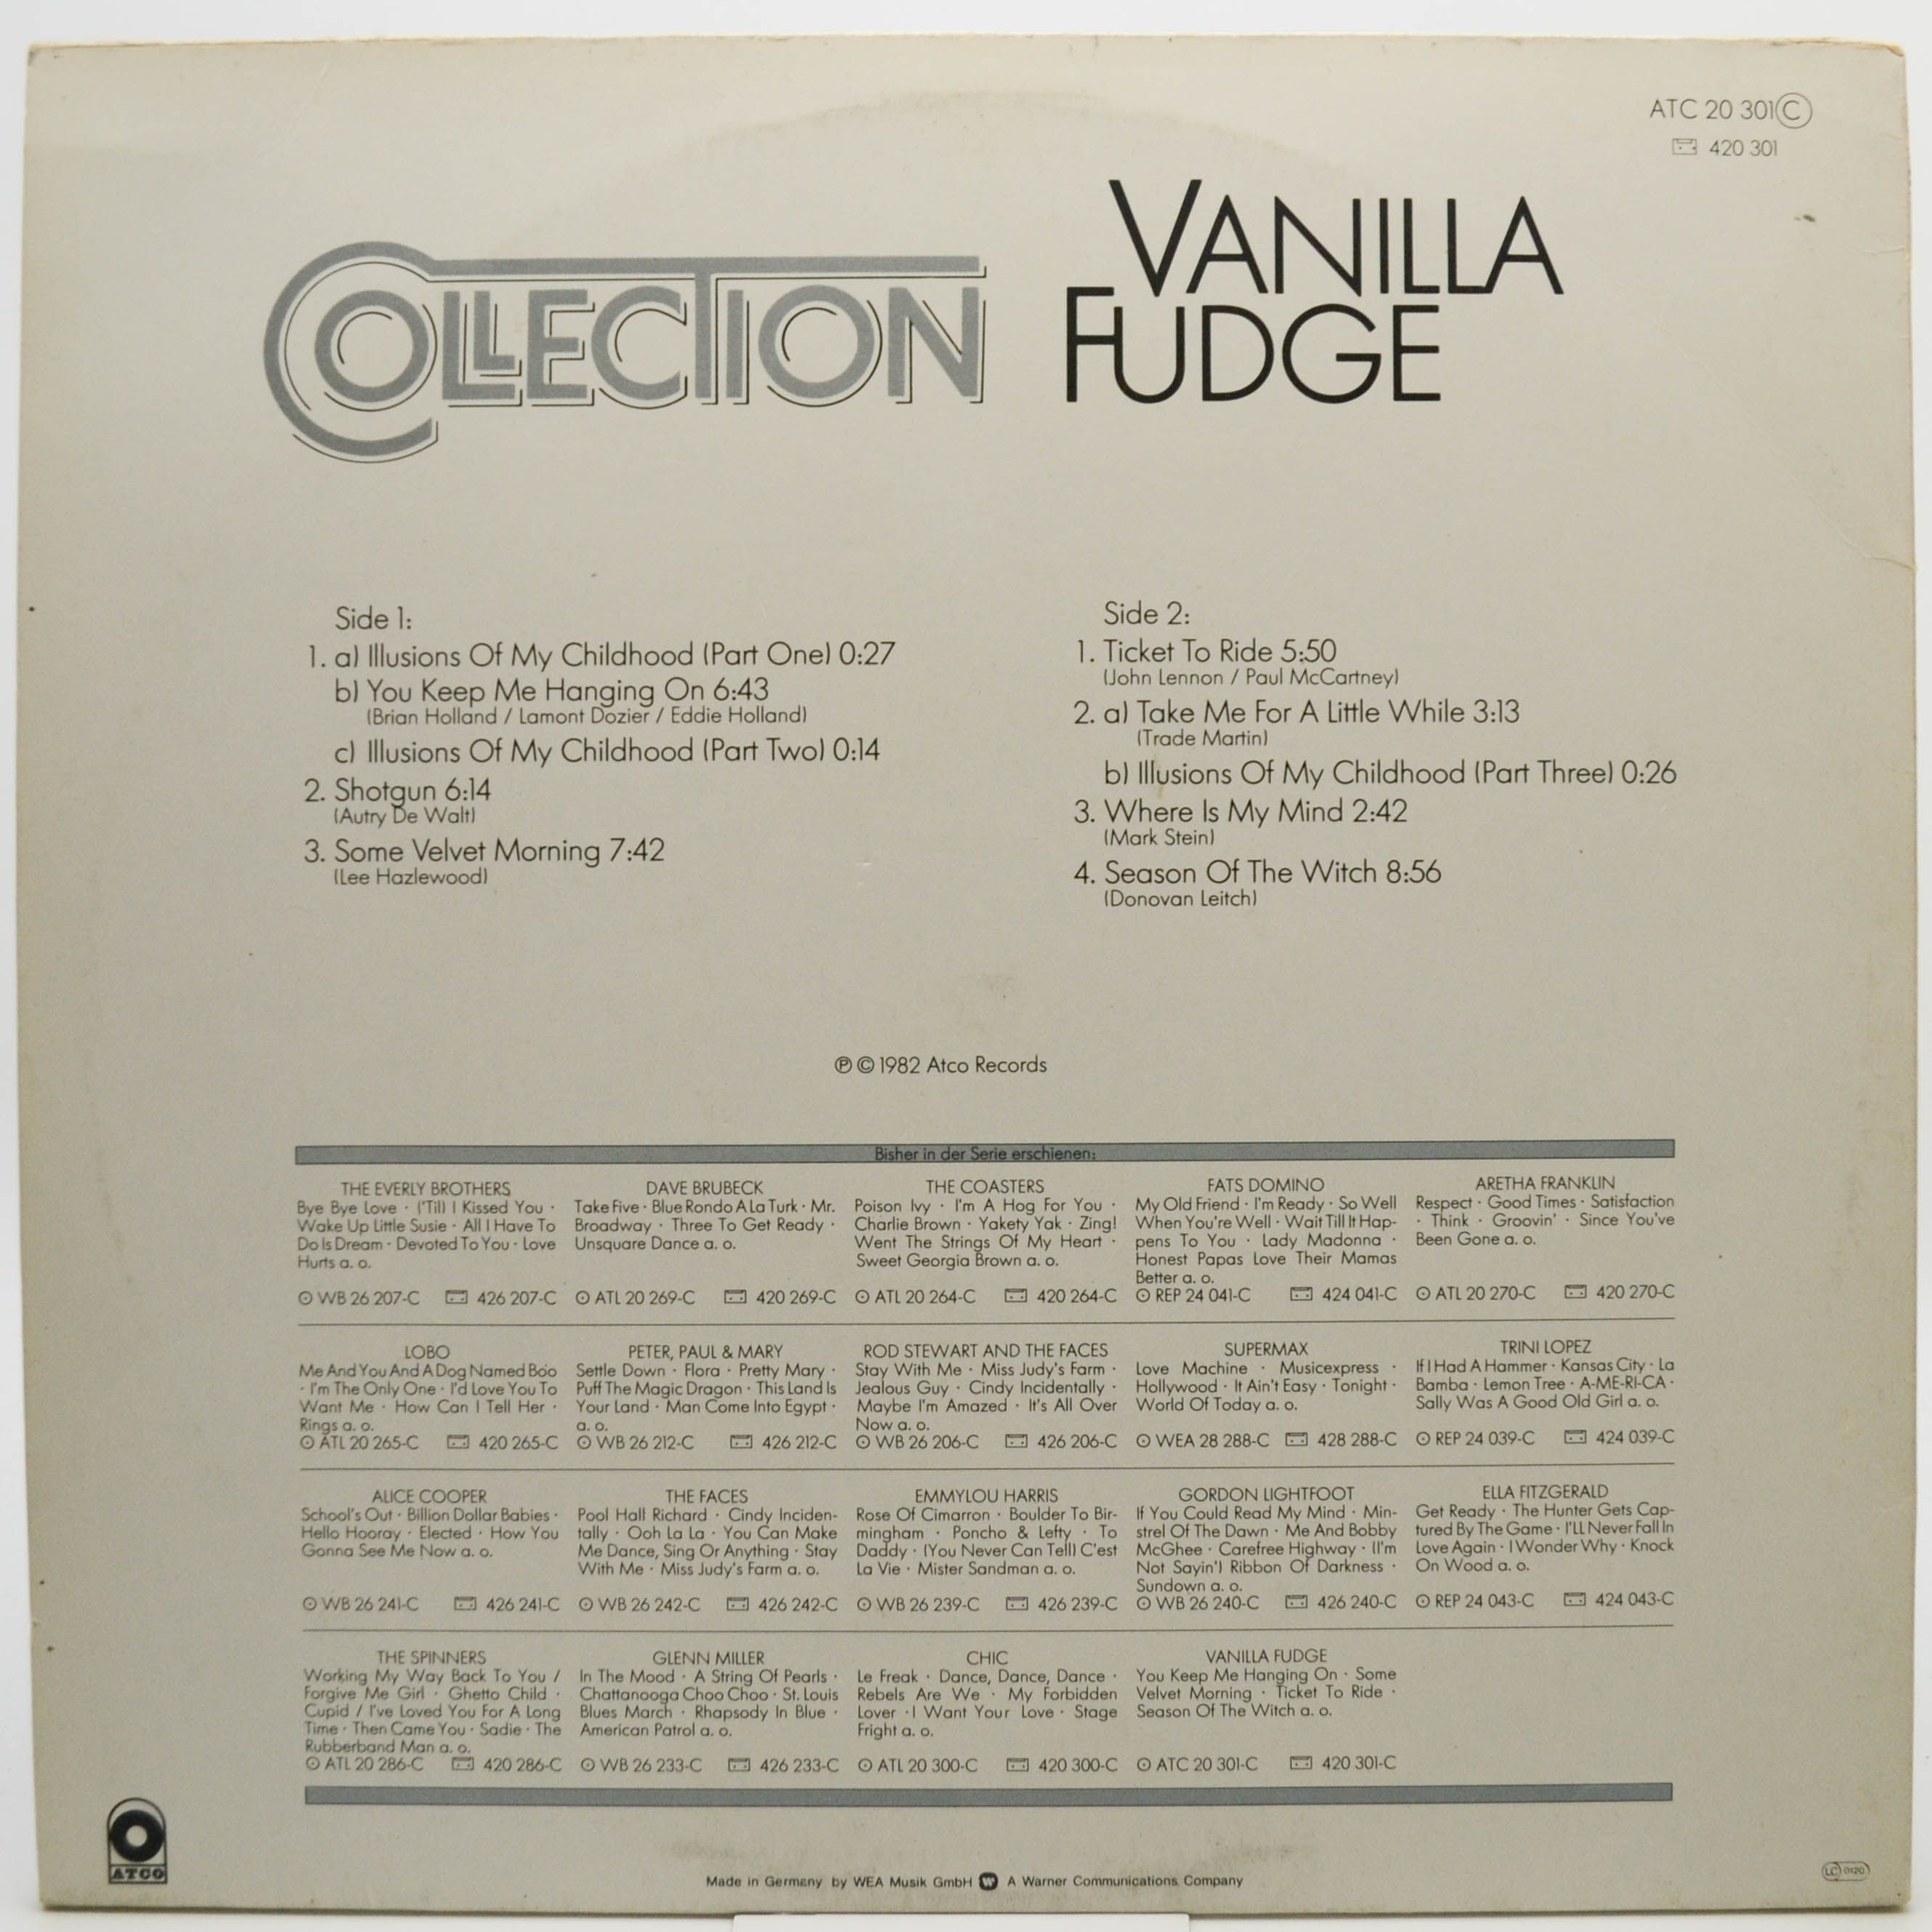 ATC 20 301 C
420 301
COLLECTION
VANILLA
FUDGE
Side 1:
1. a) Illusions Of My Childhood (Part One) 0:27
b) You Keep Me Hanging On 6:43
(Brian Holland / Lamont Dozier / Eddie Holland)
c) Illusions Of My Childhood (Part Two) 0:14
2. Shotgun 6:14
(Autry De Walt)
3. Some Velvet Morning 7:42
(Lee Hazlewood)
Side 2:
1. Ticket To Ride 5:50
(John Lennon / Paul McCartney)
2. a) Take Me For A Little While 3:13
(Trade Martin)
b) Illusions Of My Childhood (Part Three) 0:26
3. Where Is My Mind 2:42
(Mark Stein)
4. Season Of The Witch 8:56
(Donovan Leitch)
℗ © 1982 Atco Records
Bisher in der Serie erschienen:
THE EVERLY BROTHERS
Bye Bye Love · ('Till) I Kissed You ·
Wake Up Little Susie · All I Have To
Do Is Dream · Devoted To You · Love
Hurts a. o.
WB 26 207-C 426 207-C
DAVE BRUBECK
Take Five · Blue Rondo A La Turk · Mr.
Broadway · Three To Get Ready ·
Unsquare Dance a. o.
ATL 20 269-C 420 269-C
THE COASTERS
Poison Ivy · I'm A Hog For You ·
Charlie Brown · Yakety Yak · Zing!
Went The Strings Of My Heart ·
Sweet Georgia Brown a. o.
ATL 20 264-C 420 264-C
FATS DOMINO
My Old Friend · I'm Ready · So Well
When You're Well · Wait Till It Hap-
pens To You · Lady Madonna ·
Honest Papas Love Their Mamas
Better a. o.
REP 24 041-C 424 041-C
ARETHA FRANKLIN
Respect · Good Times · Satisfaction
· Think · Groovin' · Since You've
Been Gone a. o.
ATL 20 270-C 420 270-C
LOBO
Me And You And A Dog Named Boo
· I'm The Only One · I'd Love You To
Want Me · How Can I Tell Her ·
Rings a. o.
ATL 20 265-C 420 265-C
PETER, PAUL & MARY
Settle Down · Flora · Pretty Mary ·
Puff The Magic Dragon · This Land Is
Your Land · Man Come Into Egypt ·
a. o.
WB 26 212-C 426 212-C
ROD STEWART AND THE FACES
Stay With Me · Miss Judy's Farm ·
Jealous Guy · Cindy Incidentally ·
Maybe I'm Amazed · It's All Over
Now a. o.
WB 26 206-C 426 206-C
SUPERMAX
Love Machine · Musicexpress ·
Hollywood · It Ain't Easy · Tonight ·
World Of Today a. o.
WEA 28 288-C 428 288-C
TRINI LOPEZ
If I Had A Hammer · Kansas City · La
Bamba · Lemon Tree · A-ME-RI-CA ·
Sally Was A Good Old Girl a. o.
REP 24 039-C 424 039-C
ALICE COOPER
School's Out · Billion Dollar Babies ·
Hello Hooray · Elected · How You
Gonna See Me Now a. o.
WB 26 241-C 426 241-C
THE FACES
Pool Hall Richard · Cindy Inciden-
tally · Ooh La La · You Can Make
Me Dance, Sing Or Anything · Stay
With Me · Miss Judy's Farm a. o.
WB 26 242-C 426 242-C
EMMYLOU HARRIS
Rose Of Cimarron · Boulder To Bir-
mingham · Poncho & Lefty · To
Daddy · (You Never Can Tell) C'est
La Vie · Mister Sandman a. o.
WB 26 239-C 426 239-C
GORDON LIGHTFOOT
If You Could Read My Mind · Min-
strel Of The Dawn · Me And Bobby
McGhee · Carefree Highway · (I'm
Not Sayin') Ribbon Of Darkness ·
Sundown a. o.
WB 26 240-C 426 240-C
ELLA FITZGERALD
Get Ready · The Hunter Gets Cap-
tured By The Game · I'LL Never Fall In
Love Again · I Wonder Why · Knock
On Wood a. o.
REP 24 043-C 424 043-C
THE SPINNERS
Working My Way Back To You /
Forgive Me Girl · Ghetto Child ·
Cupid / I've Loved You For A Long
Time · Then Came You · Sadie · The
Rubberband Man a. o.
ATL 20 286-C 420 286-C
GLENN MILLER
In The Mood · A String Of Pearls ·
Chattanooga Choo Choo · St. Louis
Blues March · Rhapsody In Blue ·
American Patrol a. o.
WB 26 233-C 426 233-C
CHIC
Le Freak · Dance, Dance, Dance ·
Rebels Are We · My Forbidden
Lover · I Want Your Love · Stage
Fright a. o.
ATL 20 300-C 420 300-C
VANILLA FUDGE
You Keep Me Hanging On · Some
Velvet Morning · Ticket To Ride ·
Season Of The Witch a. o.
ATC 20 301-C 420 301-C
ATCO
Made in Germany by WEA Musik GmbH W A Warner Communications Company
LC 0120